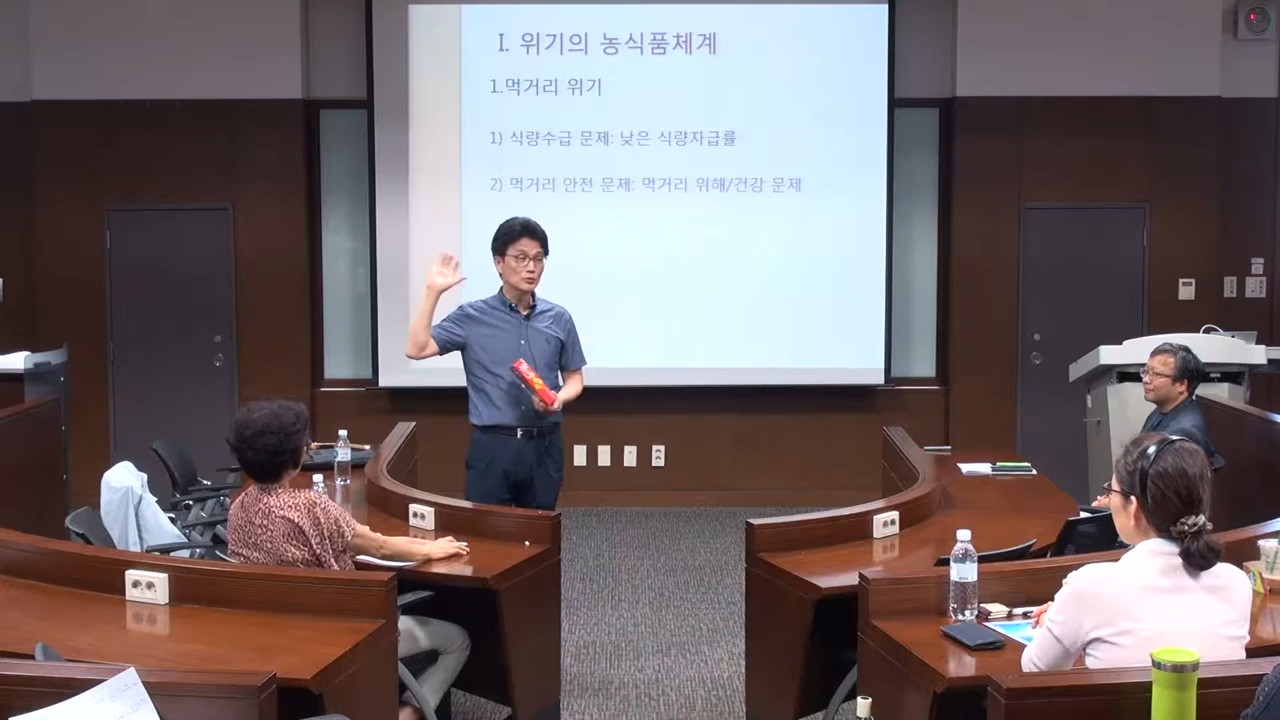 I. 위기의 농식품체계
1.먹거리 위기
1) 식량수급 문제: 낮은 식량자급률
2) 먹거리 안전 문제: 먹거리 위해/건강 문제